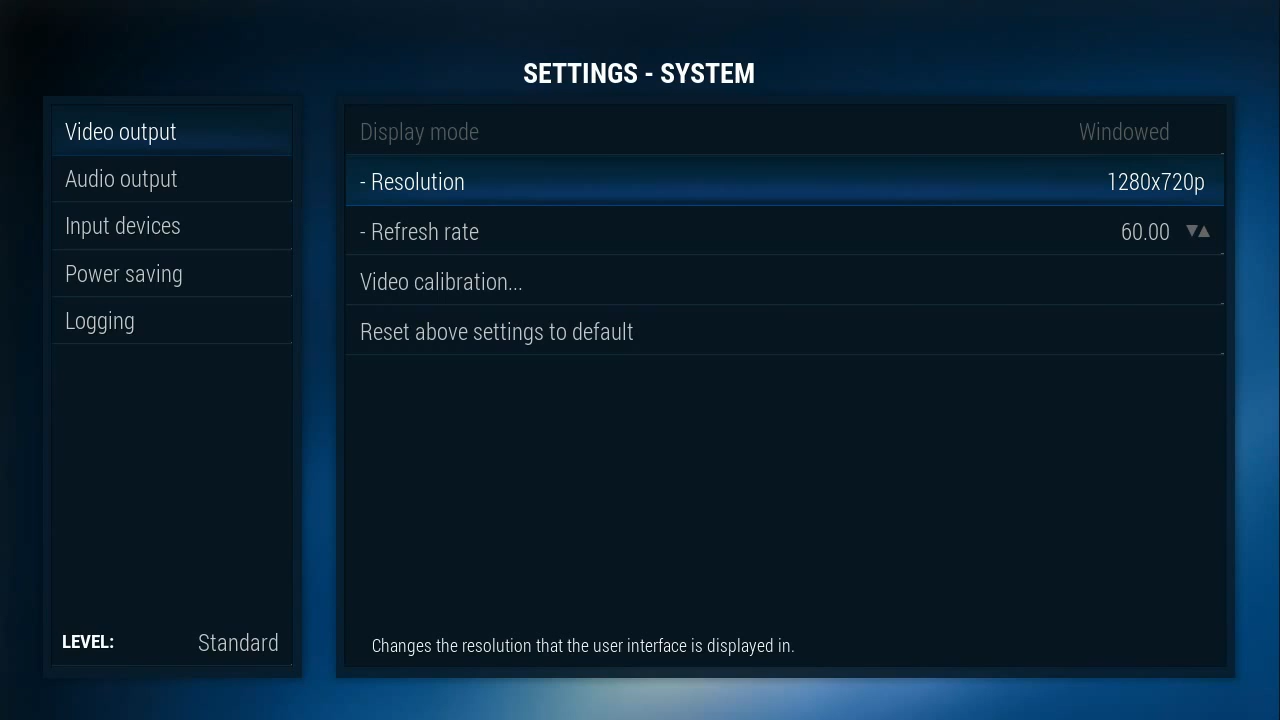 SETTINGS - SYSTEM
Video output
Audio output
Input devices
Power saving
Logging
LEVEL: Standard
Display mode Windowed
- Resolution 1280x720p
- Refresh rate 60.00
Video calibration...
Reset above settings to default
Changes the resolution that the user interface is displayed in.